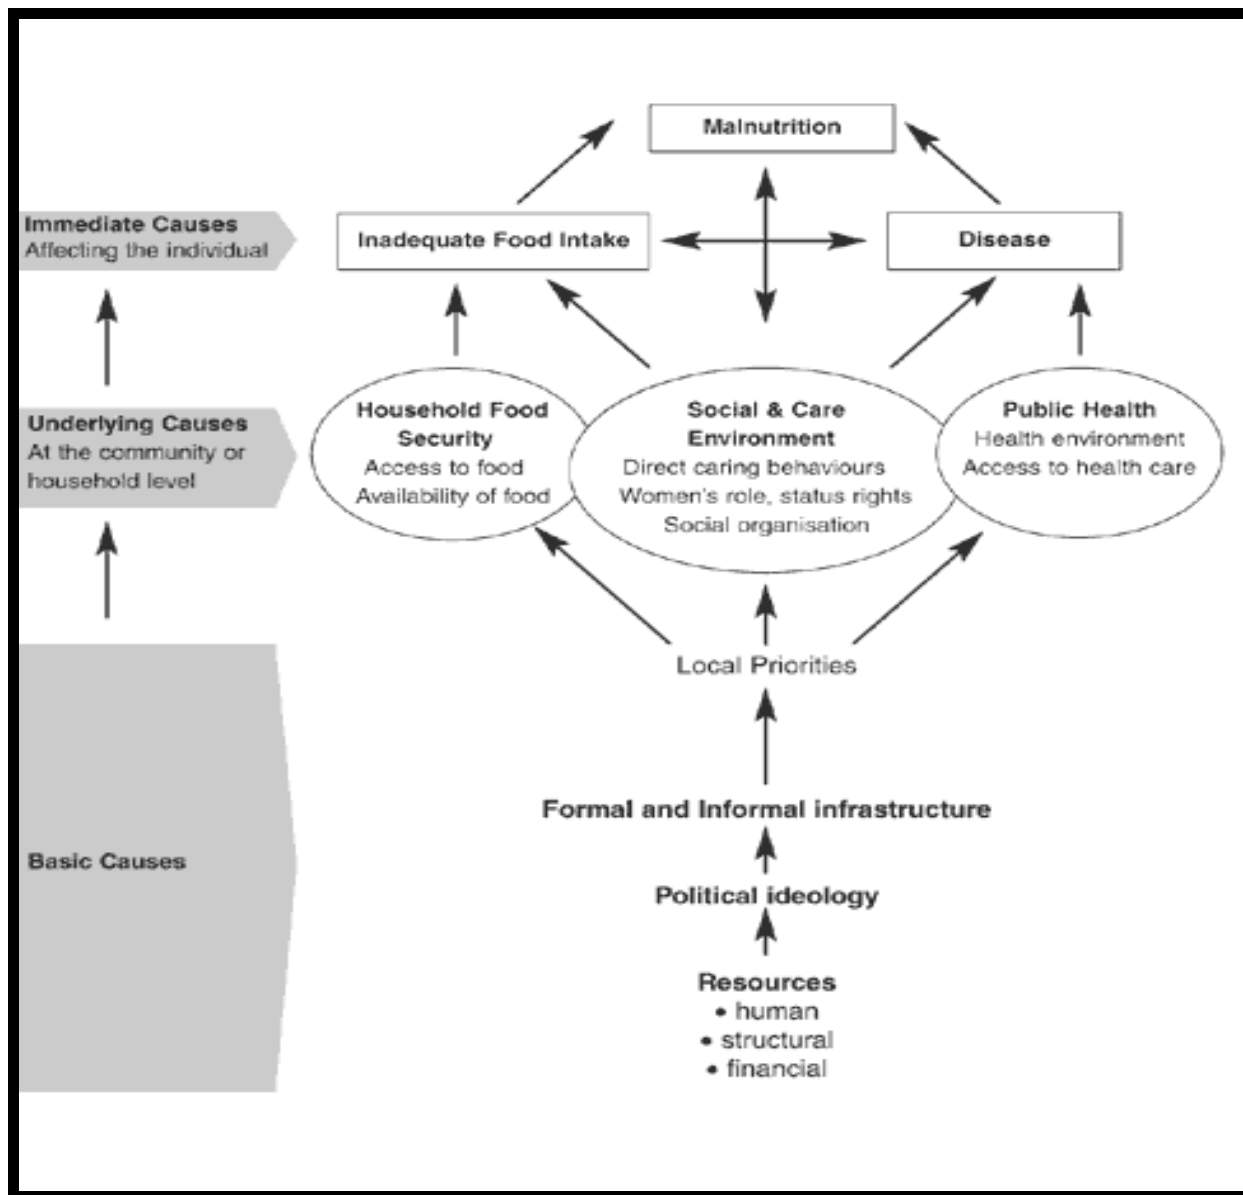 Malnutrition
Immediate Causes
Affecting the individual
Inadequate Food Intake
Disease
Underlying Causes
At the community or
household level
Household Food
Security
Access to food
Availability of food
Social & Care
Environment
Direct caring behaviours
Women's role, status rights
Social organisation
Public Health
Health environment
Access to health care
Local Priorities
Formal and Informal infrastructure
Basic Causes
Political ideology
Resources
• human
• structural
• financial